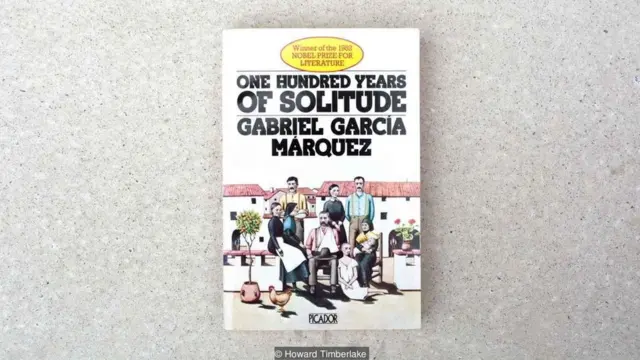 Winner of the 1982
NOBEL PRIZE FOR
LITERATURE
ONE HUNDRED YEARS
OF SOLITUDE
GABRIEL GARCÍA
MÁRQUEZ
PICADOR
© Howard Timberlake